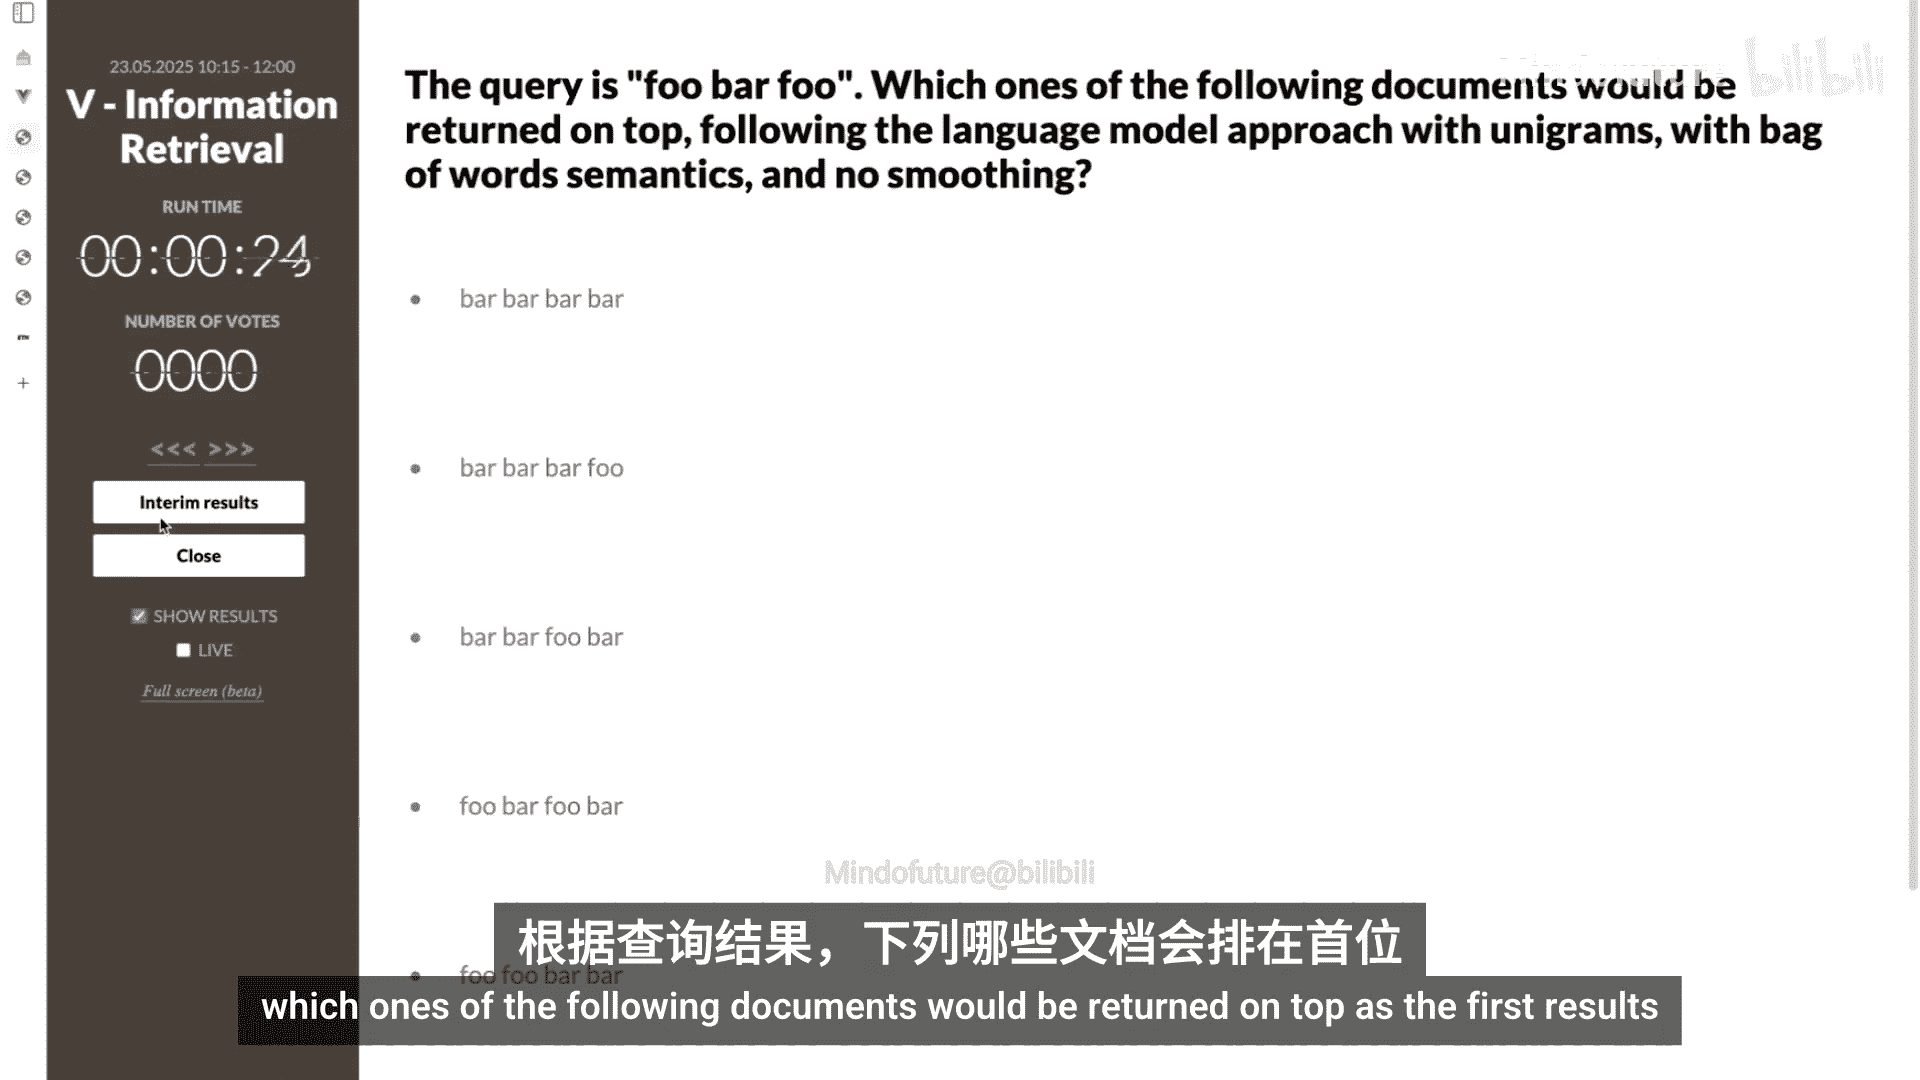 23.05.2025 10:15 - 12:00
V - Information
Retrieval
RUN TIME
NUMBER OF VOTES
0000
<<< >>>
Interim results
Close
SHOW RESULTS
LIVE
Full screen (beta)
The query is "foo bar foo". Which ones of the following documents would be
returned on top, following the language model approach with unigrams, with bag
of words semantics, and no smoothing?
bar bar bar bar
bar bar bar foo
bar bar foo bar
foo bar foo bar
foo foo bar bar
bilibili
Mindofuture@bilibili
根据查询结果，下列哪些文档会排在首位
which ones of the following documents would be returned on top as the first results